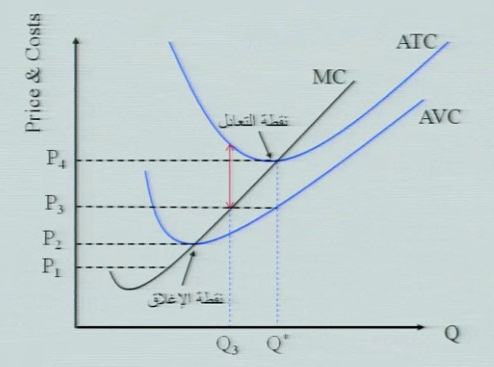 Price & Costs
ATC
MC
AVC
نقطة التعادل
P₄
P₃
P₂
P₁
نقطة الإغلاق
Q₃
Q*
Q